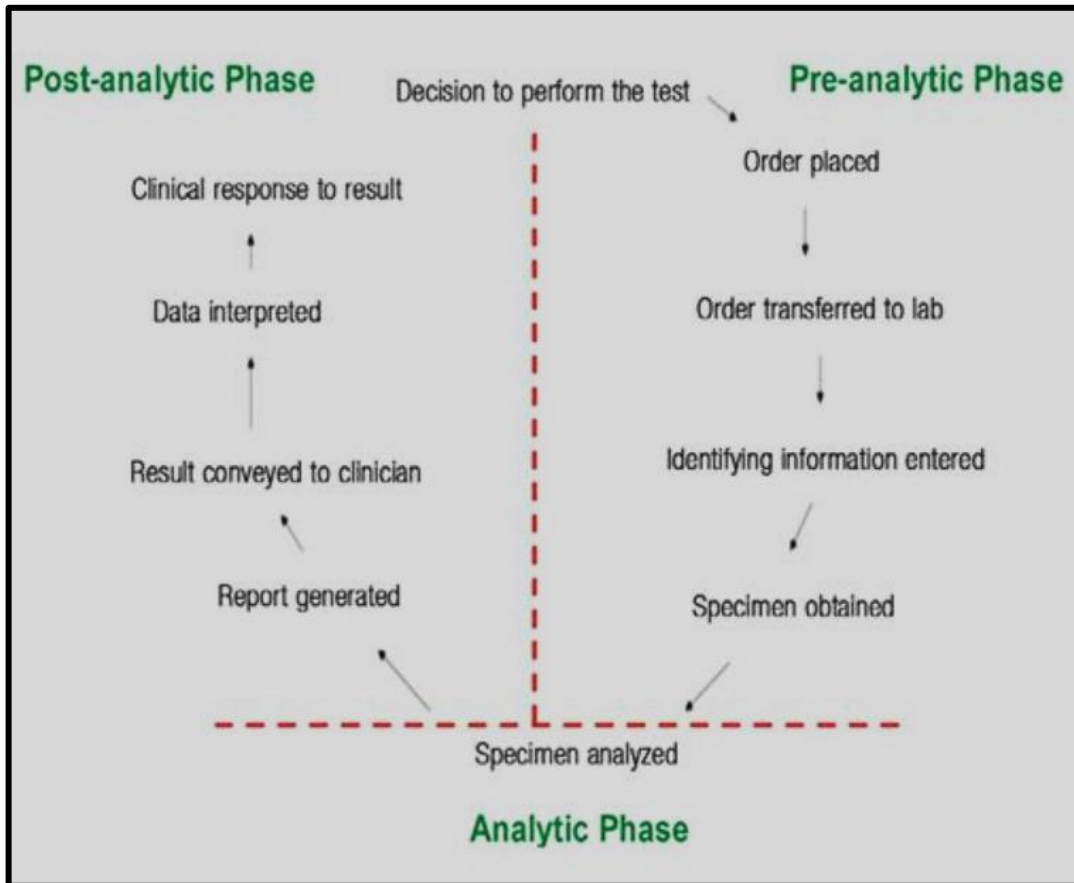 Post-analytic Phase
Decision to perform the test
Pre-analytic Phase
Order placed
Clinical response to result
Order transferred to lab
Data interpreted
Identifying information entered
Result conveyed to clinician
Specimen obtained
Report generated
Specimen analyzed
Analytic Phase